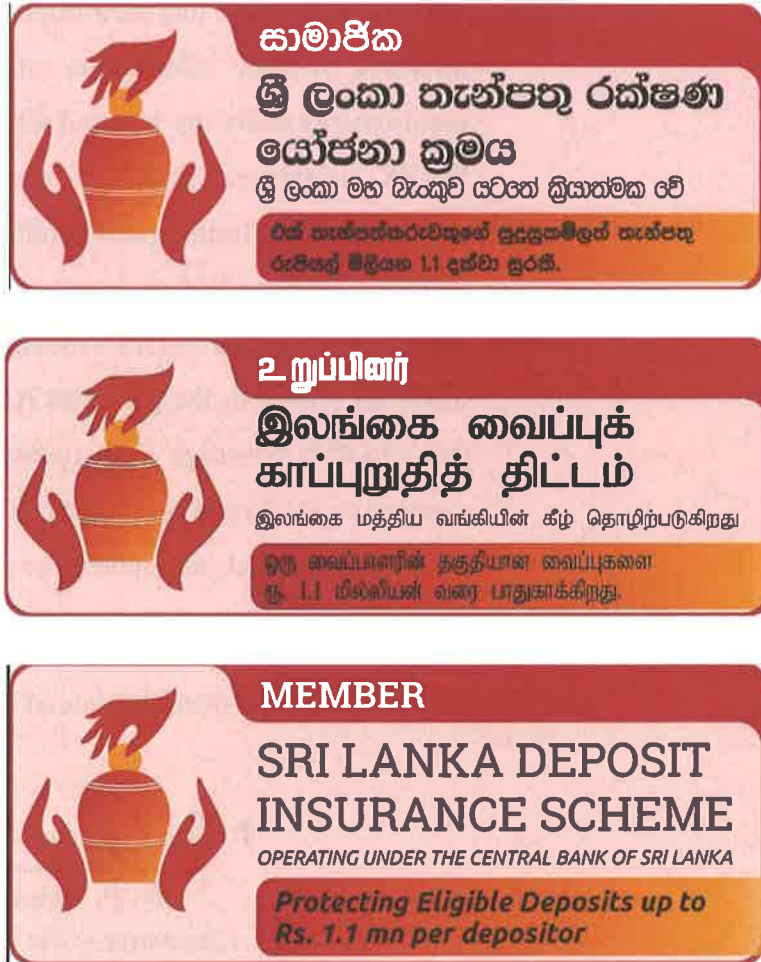 සාමාජික
ශ්‍රී ලංකා තැන්පතු රක්ෂණ
යෝජනා ක්‍රමය
ශ්‍රී ලංකා මහ බැංකුව යටතේ ක්‍රියාත්මක වේ
එක් තැන්පත්කරුවකුගේ සුදුසුකම්ලත් තැන්පතු
රුපියල් මිලියන 1.1 දක්වා සුරකී.
உறுப்பினர்
இலங்கை வைப்புக்
காப்புறுதித் திட்டம்
இலங்கை மத்திய வங்கியின் கீழ் தொழிற்படுகிறது
ஒரு வைப்பாளரின் தகுதியான வைப்புகளை
ரூ. 1.1 மில்லியன் வரை பாதுகாக்கிறது.
MEMBER
SRI LANKA DEPOSIT
INSURANCE SCHEME
OPERATING UNDER THE CENTRAL BANK OF SRI LANKA
Protecting Eligible Deposits up to
Rs. 1.1 mn per depositor